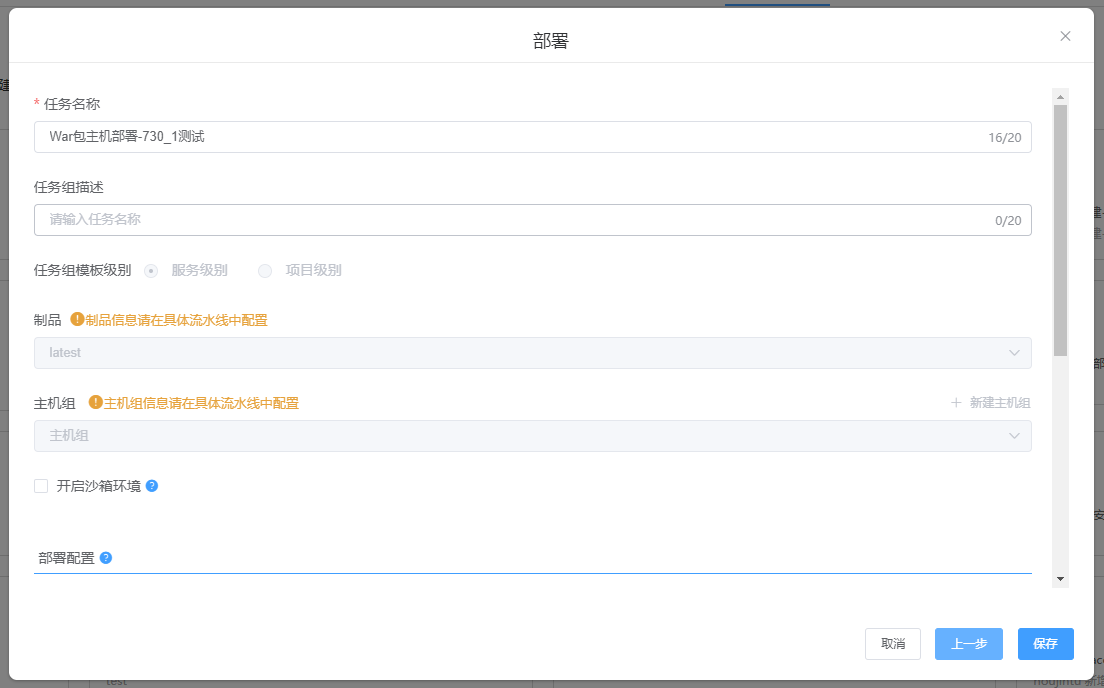 部署
* 任务名称
War包主机部署-730_1测试 16/20
任务组描述
请输入任务名称 0/20
任务组模板级别 服务级别 项目级别
制品 制品信息请在具体流水线中配置
latest
主机组 主机组信息请在具体流水线中配置 + 新建主机组
主机组
开启沙箱环境
部署配置
取消 上一步 保存
test